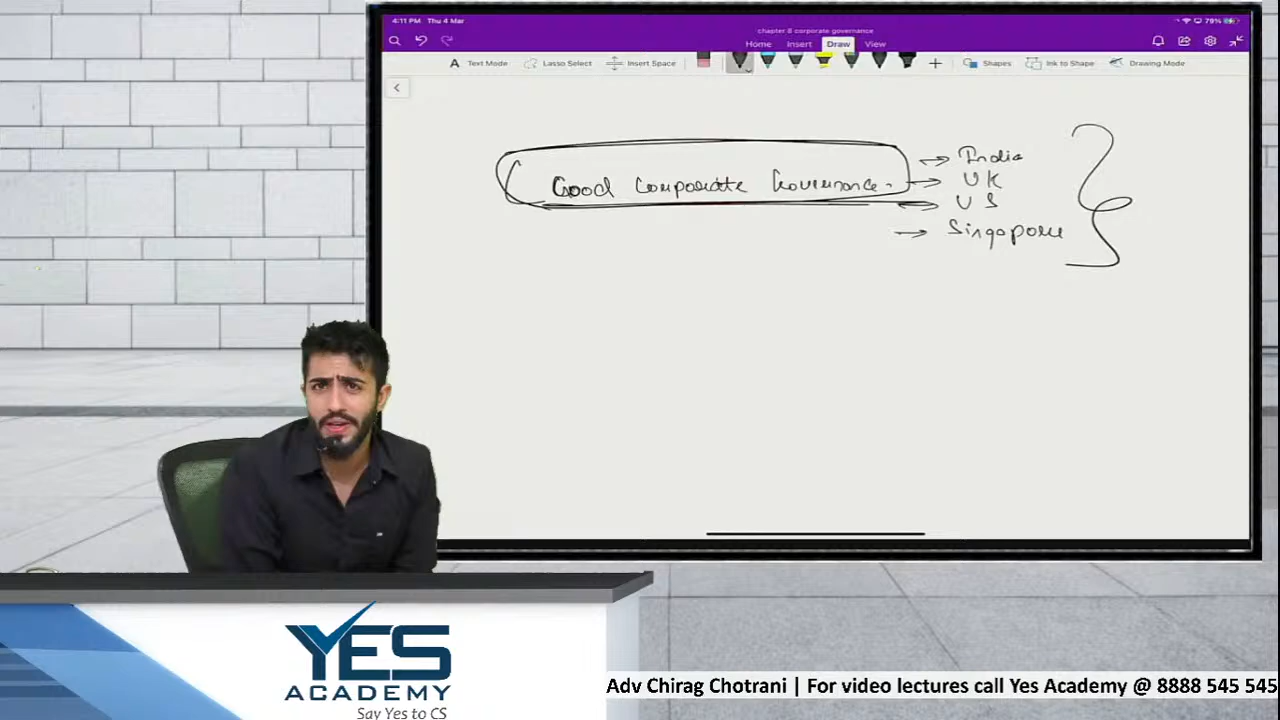 4:11 PM Thu 4 Mar
79%
chapter 8 corporate governance
Home Insert Draw View
Text Mode Lasso Select Insert Space Shapes Ink to Shape Drawing Mode
Good Corporate Governance.
India
UK
US
Singapore
YES
ACADEMY
Say Yes to CS
Adv Chirag Chotrani | For video lectures call Yes Academy @ 8888 545 545